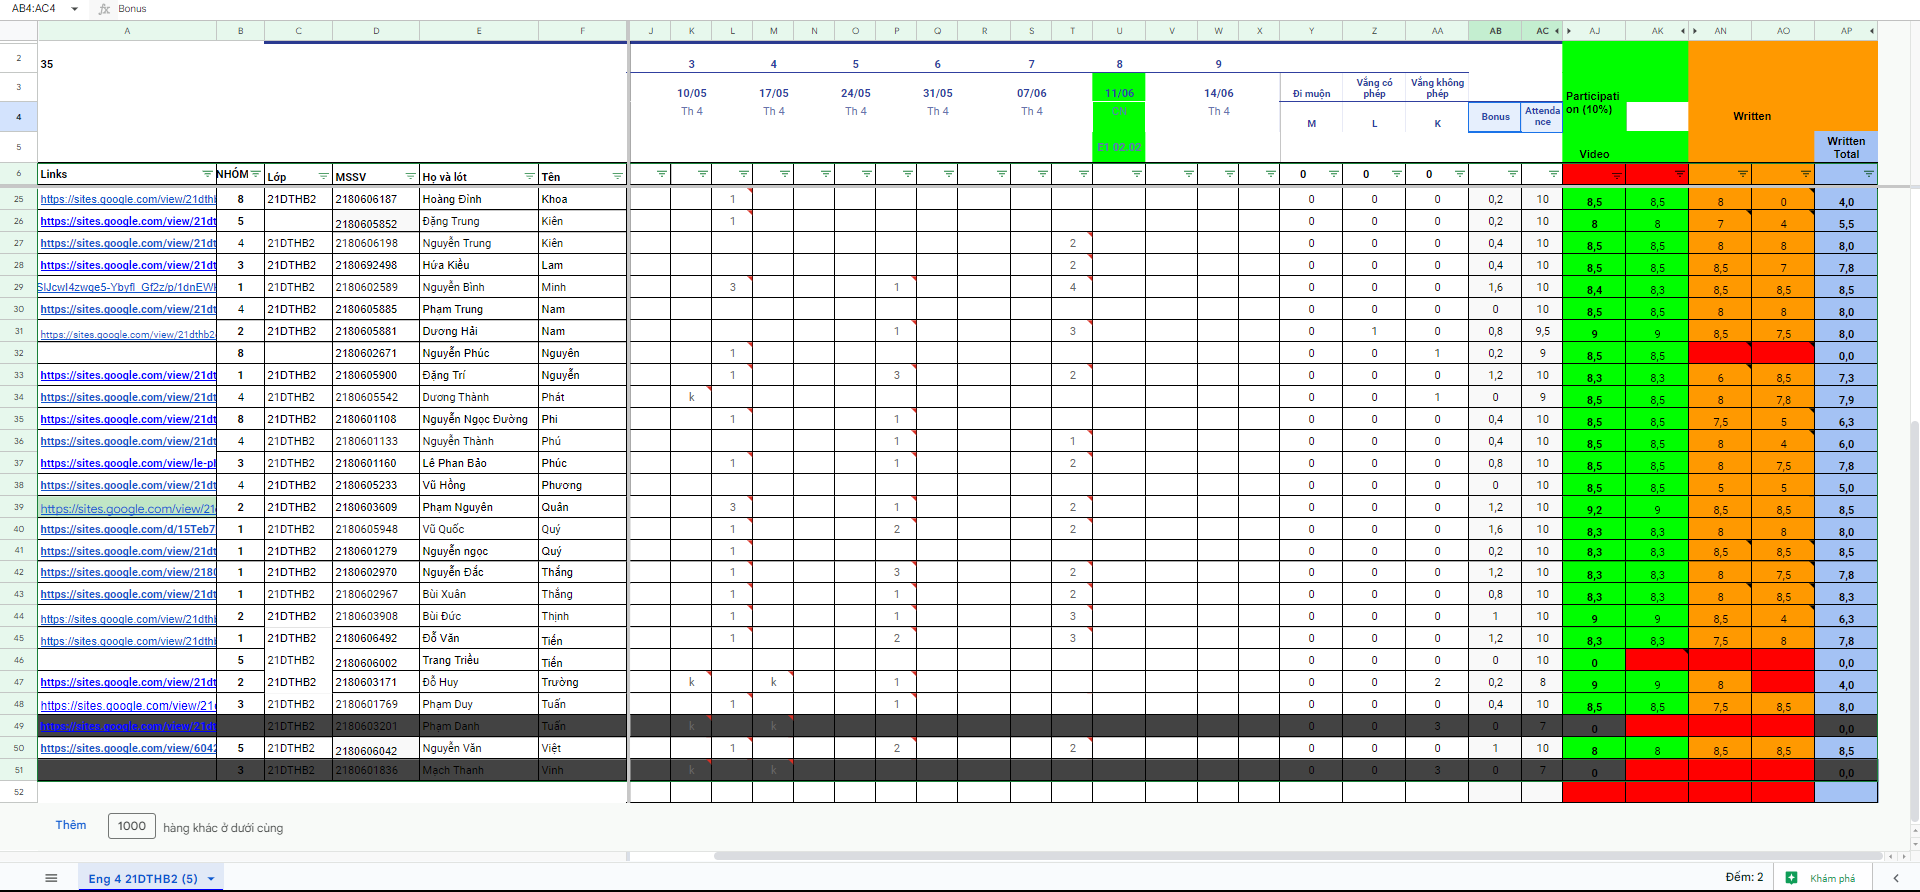 AB4:AC4 fx Bonus
A B C D E F J K L M N O P Q R S T U V W X Y Z AA AB AC AJ AK AN AO AP
2 35 3 4 5 6 7 8 9
3 10/05 17/05 24/05 31/05 07/06 11/06 14/06 Đi muộn Vắng có phép Vắng không phép
4 Th 4 Th 4 Th 4 Th 4 Th 4 CN Th 4 M L K Bonus Attendance Participation (10%) Written
5 E1 02.02 Video Written Total
6 Links NHÓM Lớp MSSV Họ và lót Tên 0 0 0
25 https://sites.google.com/view/21dthb 8 21DTHB2 2180606187 Hoàng Đình Khoa 1 0 0 0 0,2 10 8,5 8,5 8 0 4,0
26 https://sites.google.com/view/21dt 5 2180605852 Đặng Trung Kiên 1 0 0 0 0,2 10 8 8 7 4 5,5
27 https://sites.google.com/view/21dt 4 21DTHB2 2180606198 Nguyễn Trung Kiên 2 0 0 0 0,4 10 8,5 8,5 8 8 8,0
28 https://sites.google.com/view/21dt 3 21DTHB2 2180692498 Hứa Kiều Lam 2 0 0 0 0,4 10 8,5 8,5 8,5 7 7,8
29 1 21DTHB2 2180602589 Nguyễn Bình Minh 3 1 4 0 0 0 1,6 10 8,4 8,3 8,5 8,5 8,5
30 https://sites.google.com/view/21dt 4 21DTHB2 2180605885 Phạm Trung Nam 0 0 0 0 10 8,5 8,5 8 8 8,0
31 https://sites.google.com/view/21dthb2 2 21DTHB2 2180605881 Dương Hải Nam 1 3 0 1 0 0,8 9,5 9 9 8,5 7,5 8,0
32 8 2180602671 Nguyễn Phúc Nguyên 1 0 0 1 0,2 9 8,5 8,5 0,0
33 https://sites.google.com/view/21dt 1 21DTHB2 2180605900 Đặng Trí Nguyễn 1 3 2 0 0 0 1,2 10 8,3 8,3 6 8,5 7,3
34 https://sites.google.com/view/21dt 4 21DTHB2 2180605542 Dương Thành Phát k 0 0 1 0 9 8,5 8,5 8 7,8 7,9
35 https://sites.google.com/view/21dt 8 21DTHB2 2180601108 Nguyễn Ngọc Đường Phi 1 1 0 0 0 0,4 10 8,5 8,5 7,5 5 6,3
36 https://sites.google.com/view/21dt 4 21DTHB2 2180601133 Nguyễn Thành Phú 1 1 0 0 0 0,4 10 8,5 8,5 8 4 6,0
37 https://sites.google.com/view/le-ph 3 21DTHB2 2180601160 Lê Phan Bảo Phúc 1 1 2 0 0 0 0,8 10 8,5 8,5 8 7,5 7,8
38 https://sites.google.com/view/21dt 4 21DTHB2 2180605233 Vũ Hồng Phương 0 0 0 0 10 8,5 8,5 5 5 5,0
39 https://sites.google.com/view/21 2 21DTHB2 2180603609 Phạm Nguyên Quân 3 1 2 0 0 0 1,2 10 9,2 9 8,5 8,5 8,5
40 https://sites.google.com/d/15Teb7 1 21DTHB2 2180605948 Vũ Quốc Quý 1 2 2 0 0 0 1,6 10 8,3 8,3 8 8 8,0
41 https://sites.google.com/view/21dt 1 21DTHB2 2180601279 Nguyễn ngọc Quý 1 0 0 0 0,2 10 8,3 8,3 8,5 8,5 8,5
42 https://sites.google.com/view/2180 1 21DTHB2 2180602970 Nguyễn Đắc Thắng 1 3 2 0 0 0 1,2 10 8,3 8,3 8 7,5 7,8
43 https://sites.google.com/view/21dt 1 21DTHB2 2180602967 Bùi Xuân Thắng 1 1 2 0 0 0 0,8 10 8,3 8,3 8 8,5 8,3
44 https://sites.google.com/view/21dthb 2 21DTHB2 2180603908 Bùi Đức Thịnh 1 1 3 0 0 0 1 10 9 9 8,5 4 6,3
45 https://sites.google.com/view/21dthb 1 21DTHB2 2180606492 Đỗ Văn Tiến 1 2 3 0 0 0 1,2 10 8,3 8,3 7,5 8 7,8
46 5 21DTHB2 2180606002 Trang Triều Tiền 0 0 0 0 10 0 0,0
47 https://sites.google.com/view/21dt 2 21DTHB2 2180603171 Đỗ Huy Trường k k 1 0 0 2 0,2 8 9 9 8 4,0
48 https://sites.google.com/view/21 3 21DTHB2 2180601769 Phạm Duy Tuấn 1 1 0 0 0 0,4 10 8,5 8,5 7,5 8,5 8,0
49 https://sites.google.com/view/21dt 21DTHB2 2180603201 Phạm Danh Tuấn k k 0 0 3 0 7 0 0,0
50 https://sites.google.com/view/6042 5 21DTHB2 2180606042 Nguyễn Văn Việt 1 2 2 0 0 0 1 10 8 8 8,5 8,5 8,5
51 3 21DTHB2 2180601836 Mạch Thanh Vinh k k 0 0 3 0 7 0 0,0
52
Thêm 1000 hàng khác ở dưới cùng
Eng 4 21DTHB2 (5) Đếm: 2 Khám phá